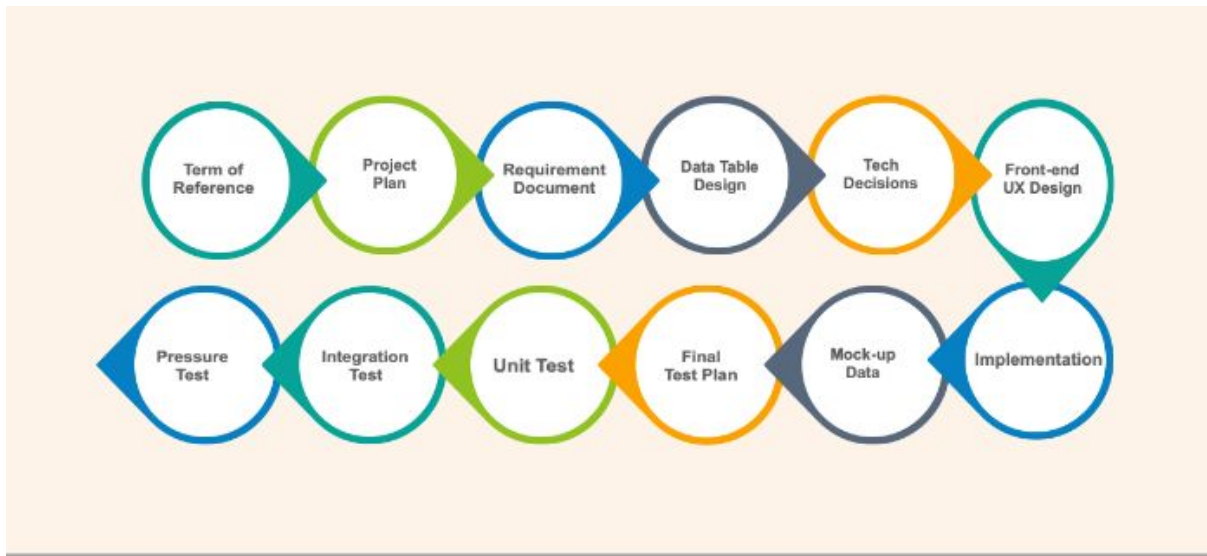 Term of
Reference
Project
Plan
Requirement
Document
Data Table
Design
Tech
Decisions
Front-end
UX Design
Implementation
Mock-up
Data
Final
Test Plan
Unit Test
Integration
Test
Pressure
Test